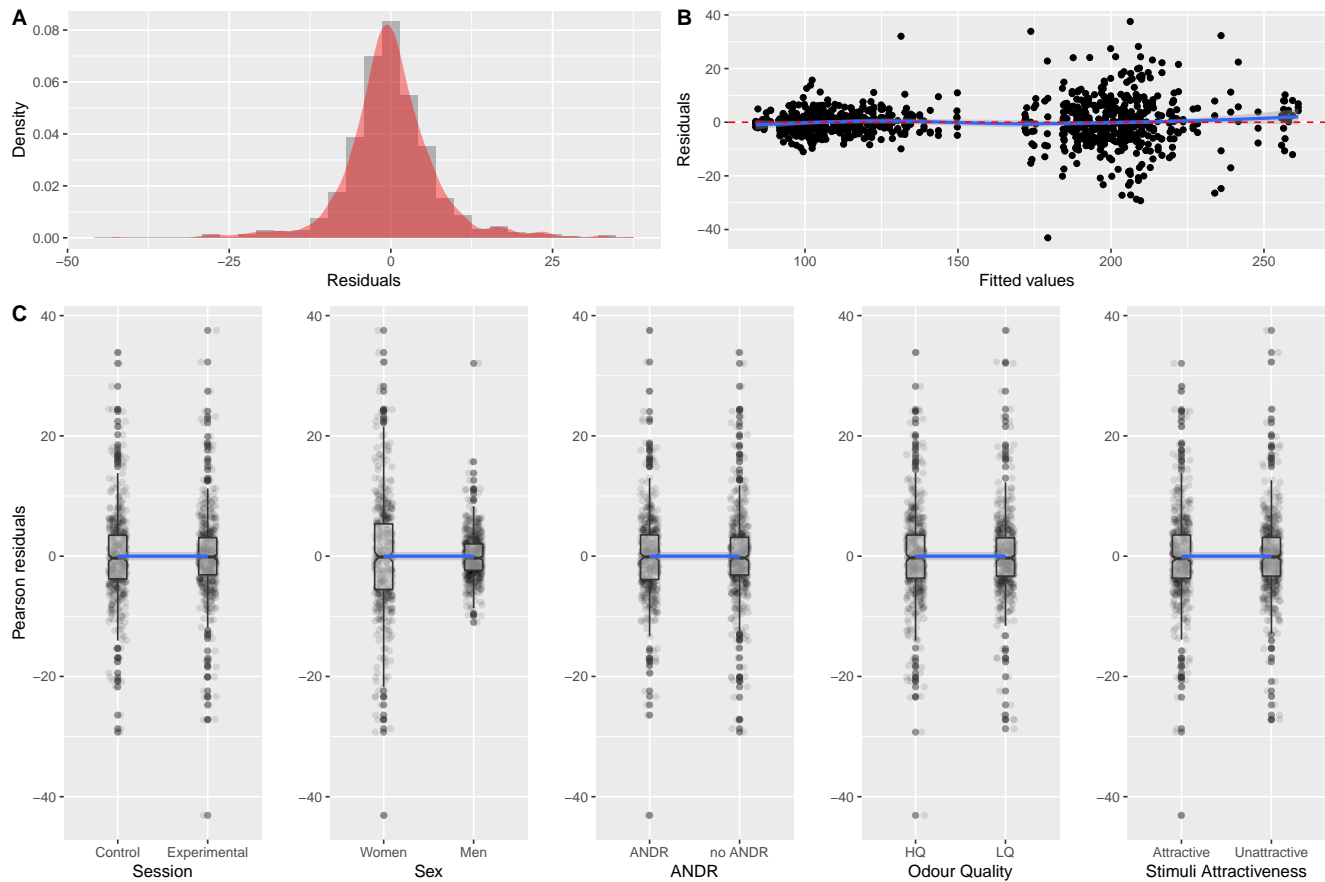 A
0.08
0.06
0.04
0.02
0.00
Density
−50
−25
0
25
Residuals
B
40
20
0
−20
−40
Residuals
100
150
200
250
Fitted values
C
Pearson residuals
40
20
0
−20
−40
Control
Experimental
Session
40
20
0
−20
−40
Women
Men
Sex
40
20
0
−20
−40
ANDR
no ANDR
ANDR
40
20
0
−20
−40
HQ
LQ
Odour Quality
40
20
0
−20
−40
Attractive
Unattractive
Stimuli Attractiveness